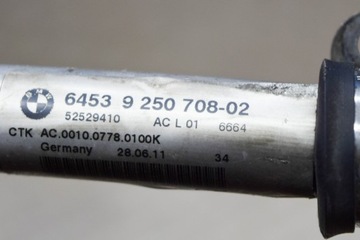 BMW
6453 9 250 708-02
52529410 AC L 01 6664
CTK AC.0010.0778.0100K
Germany 28.06.11 34